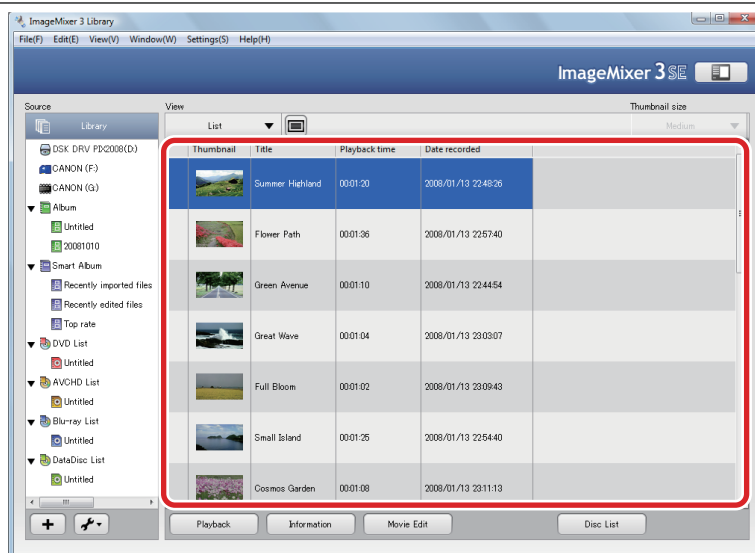 ImageMixer 3 Library
File(F) Edit(E) View(V) Window(W) Settings(S) Help(H)
ImageMixer 3 SE
Source
View
Thumbnail size
Library
List
Medium
DSK DRV PD2008(D:)
CANON (F:)
CANON (G:)
Album
Untitled
20081010
Smart Album
Recently imported files
Recently edited files
Top rate
DVD List
Untitled
AVCHD List
Untitled
Blu-ray List
Untitled
DataDisc List
Untitled
Thumbnail Title Playback time Date recorded
Summer Highland 00:01:20 2008/01/13 22:48:26
Flower Path 00:01:36 2008/01/13 22:57:40
Green Avenue 00:01:10 2008/01/13 22:44:54
Great Wave 00:01:04 2008/01/13 23:03:07
Full Bloom 00:01:02 2008/01/13 23:09:43
Small Island 00:01:25 2008/01/13 22:54:40
Cosmos Garden 00:01:08 2008/01/13 23:11:13
Playback Information Movie Edit Disc List